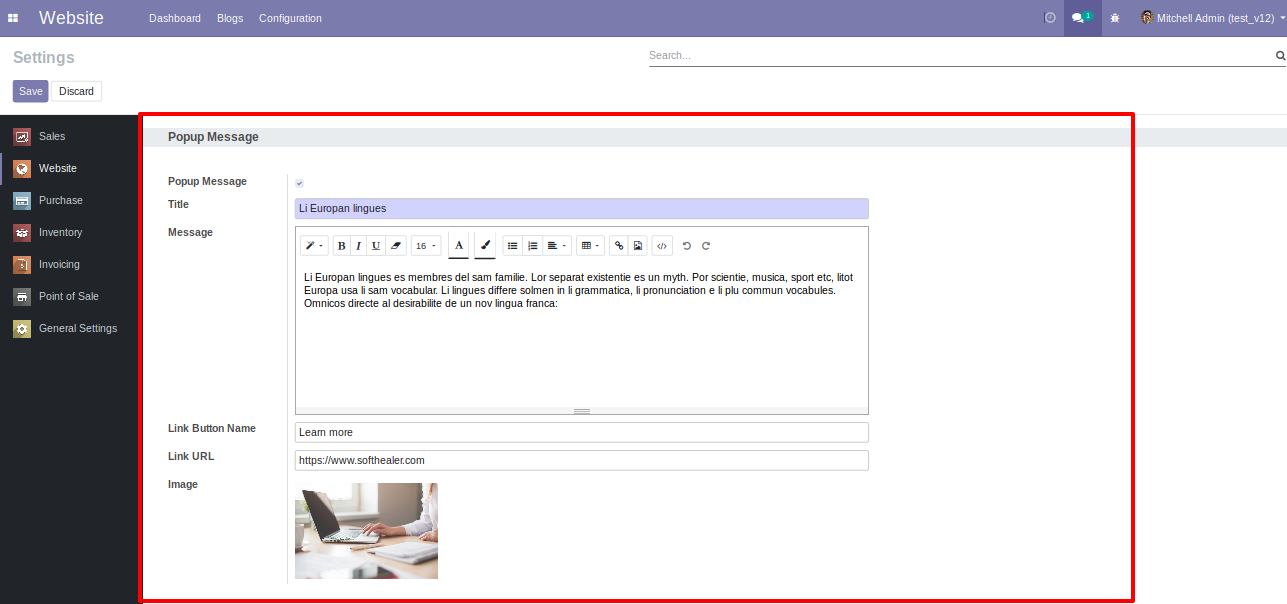 Website
Dashboard Blogs Configuration
1
Mitchell Admin (test_v12)
Settings
Search...
Save Discard
Sales
Website
Purchase
Inventory
Invoicing
Point of Sale
General Settings
Popup Message
Popup Message
Title
Li Europan lingues
Message
B I U 16 A </>
Li Europan lingues es membres del sam familie. Lor separat existentie es un myth. Por scientie, musica, sport etc, litot
Europa usa li sam vocabular. Li lingues differe solmen in li grammatica, li pronunciation e li plu commun vocabules.
Omnicos directe al desirabilite de un nov lingua franca:
Link Button Name
Learn more
Link URL
https://www.softhealer.com
Image